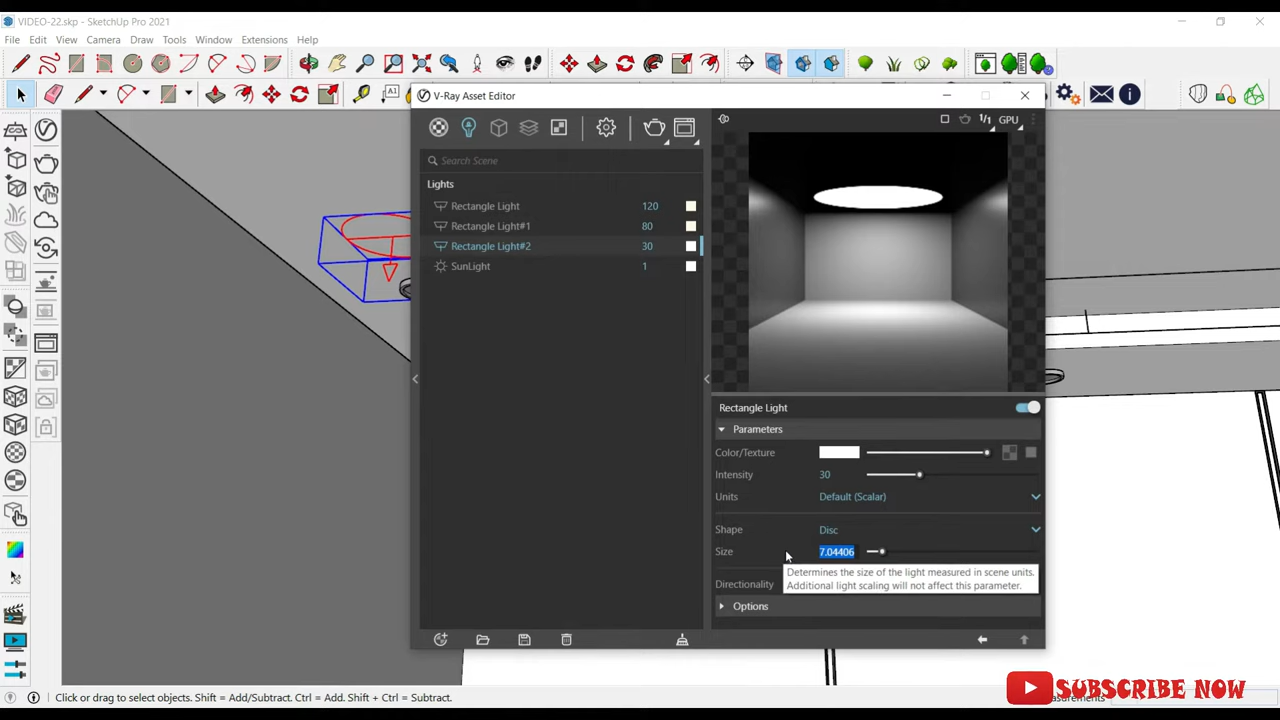 VIDEO-22.skp - SketchUp Pro 2021
File Edit View Camera Draw Tools Window Extensions Help
A1
V-Ray Asset Editor
1/1 GPU
Search Scene
Lights
Rectangle Light 120
Rectangle Light#1 80
Rectangle Light#2 30
SunLight 1
Rectangle Light
Parameters
Color/Texture
Intensity 30
Units Default (Scalar)
Shape Disc
Size 7.04406
Determines the size of the light measured in scene units.
Additional light scaling will not affect this parameter.
Directionality
Options
Click or drag to select objects. Shift = Add/Subtract. Ctrl = Add. Shift + Ctrl = Subtract.
SUBSCRIBE NOW